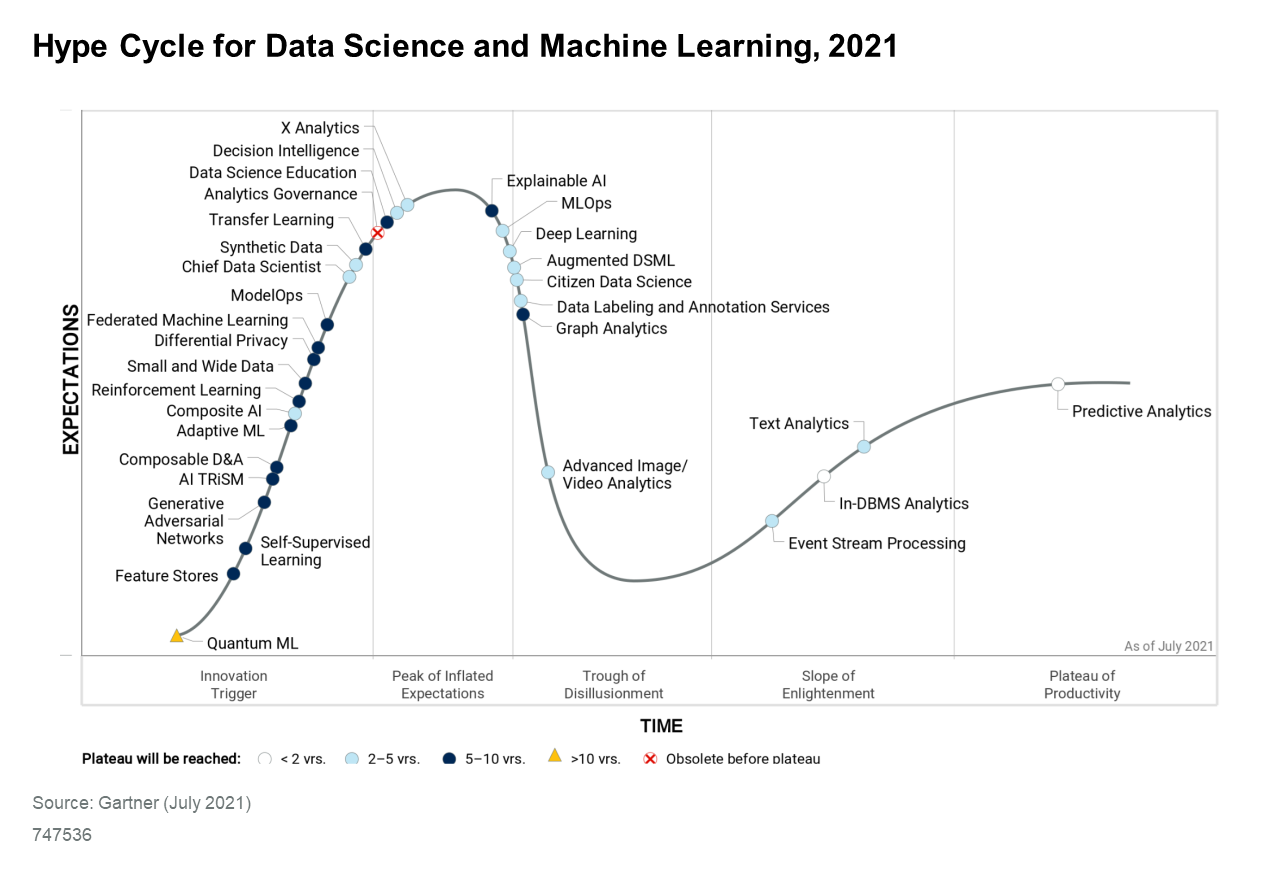 Hype Cycle for Data Science and Machine Learning, 2021
X Analytics
Decision Intelligence
Data Science Education
Analytics Governance
Transfer Learning
Synthetic Data
Chief Data Scientist
ModelOps
Federated Machine Learning
Differential Privacy
Small and Wide Data
Reinforcement Learning
Composite AI
Adaptive ML
Composable D&A
AI TRiSM
Generative
Adversarial
Networks
Self-Supervised
Learning
Feature Stores
Quantum ML
Explainable AI
MLOps
Deep Learning
Augmented DSML
Citizen Data Science
Data Labeling and Annotation Services
Graph Analytics
Advanced Image/
Video Analytics
Text Analytics
In-DBMS Analytics
Event Stream Processing
Predictive Analytics
EXPECTATIONS
As of July 2021
Innovation
Trigger
Peak of Inflated
Expectations
Trough of
Disillusionment
Slope of
Enlightenment
Plateau of
Productivity
TIME
Plateau will be reached: < 2 yrs. 2–5 yrs. 5–10 yrs. >10 yrs. Obsolete before plateau
Source: Gartner (July 2021)
747536